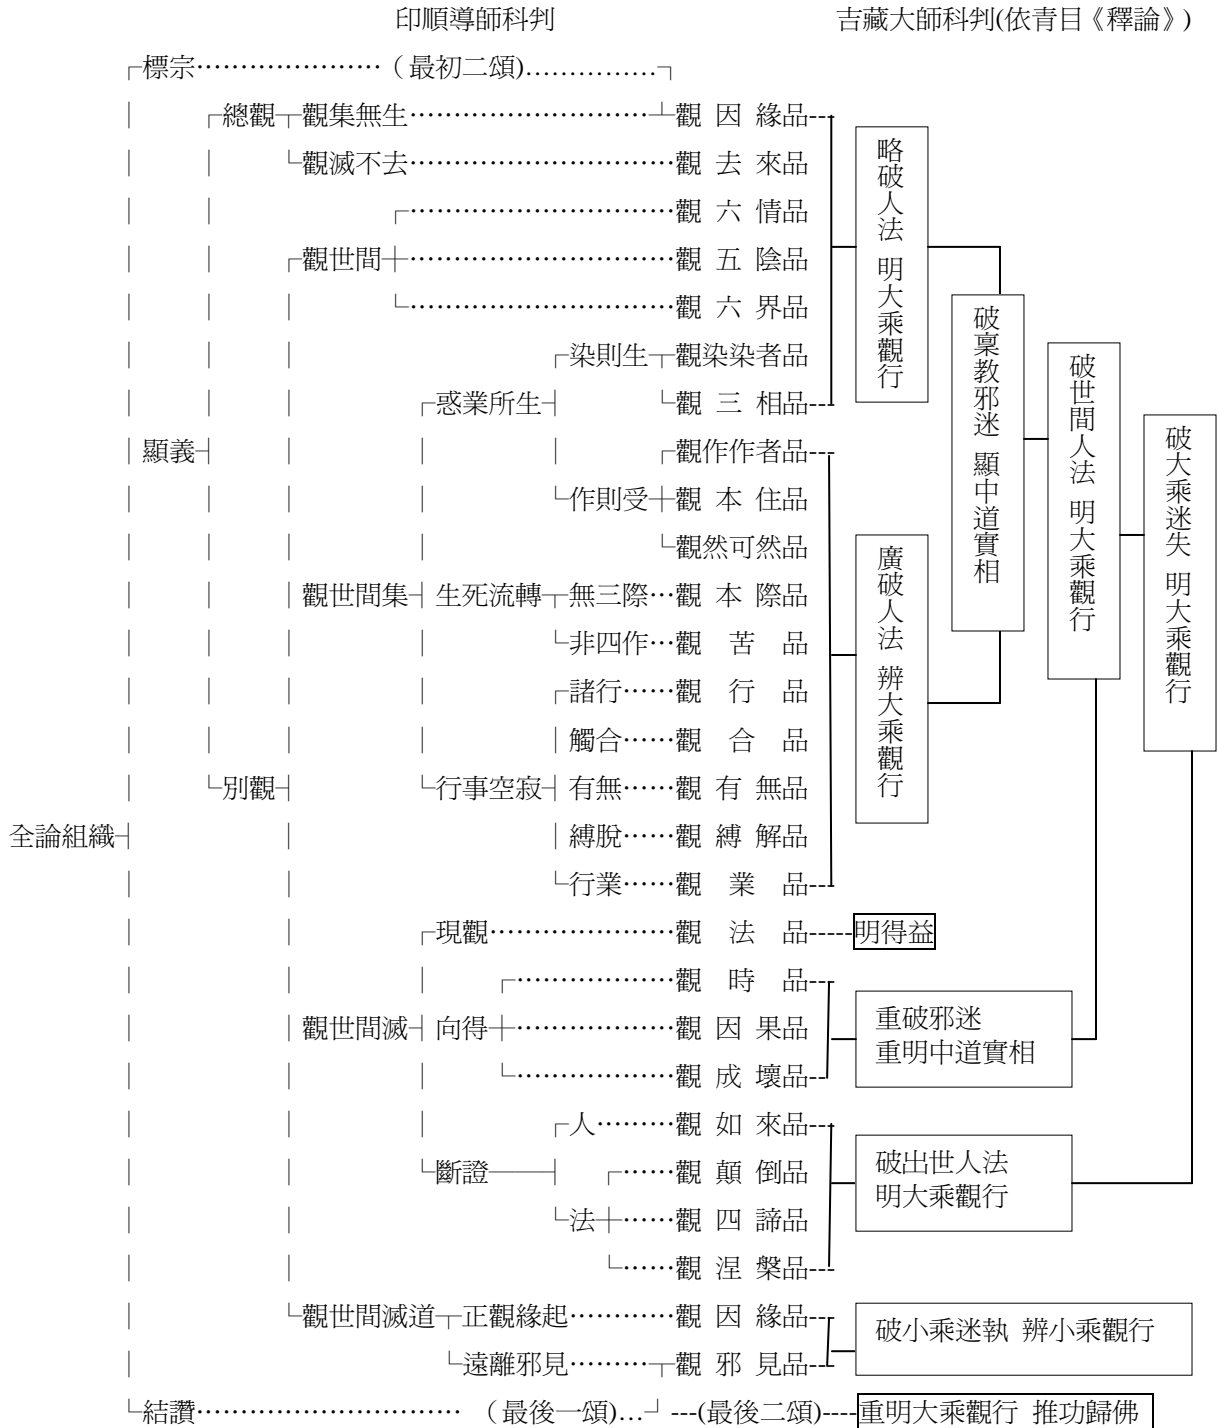 印順導師科判　吉藏大師科判(依青目《釋論》)
標宗…………………（最初二頌)……………
總觀 觀集無生………………………… 觀 因 緣品---
觀滅不去………………………… 觀 去 來品
………………………… 觀 六 情品
觀世間 ………………………… 觀 五 陰品
………………………… 觀 六 界品
染則生 觀染染者品
惑業所生 觀 三 相品---
顯義 觀作作者品---
作則受 觀 本 住品
觀然可然品
觀世間集 生死流轉 無三際…觀 本 際品
非四作…觀 苦 品
諸行……觀 行 品
觸合……觀 合 品
別觀 行事空寂 有無……觀 有 無品
全論組織 縛脫……觀 縛 解品
行業……觀 業 品---
現觀…………………觀 法 品-----明得益
………………觀 時 品---
觀世間滅 向得 ………………觀 因 果品
………………觀 成 壞品--
人………觀 如 來品---
斷證 ……觀 顛 倒品
法 ……觀 四 諦品
……觀 涅 槃品---
觀世間滅道 正觀緣起…………觀 因 緣品---
遠離邪見……… 觀 邪 見品---
結讚………………………… （最後一頌)… ---(最後二頌)----重明大乘觀行 推功歸佛
略破人法 明大乘觀行
廣破人法 辨大乘觀行
破稟教邪迷 顯中道實相
破世間人法 明大乘觀行
破大乘迷失 明大乘觀行
重破邪迷
重明中道實相
破出世人法
明大乘觀行
破小乘迷執 辨小乘觀行